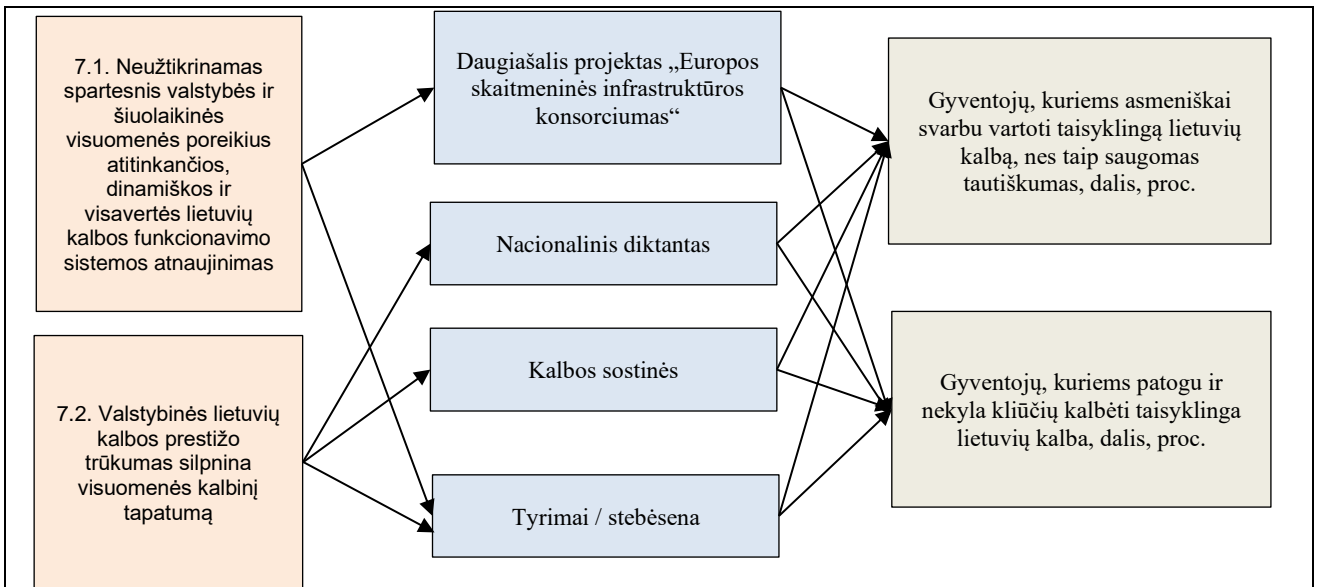 7.1. Neužtikrinamas
spartesnis valstybės ir
šiuolaikinės
visuomenės poreikius
atitinkančios,
dinamiškos ir
visavertės lietuvių
kalbos funkcionavimo
sistemos atnaujinimas
7.2. Valstybinės lietuvių
kalbos prestižo
trūkumas silpnina
visuomenės kalbinį
tapatumą
Daugiašalis projektas „Europos
skaitmeninės infrastruktūros
konsorciumas“
Nacionalinis diktantas
Kalbos sostinės
Tyrimai / stebėsena
Gyventojų, kuriems asmeniškai
svarbu vartoti taisyklingą lietuvių
kalbą, nes taip saugomas
tautiškumas, dalis, proc.
Gyventojų, kuriems patogu ir
nekyla kliūčių kalbėti taisyklinga
lietuvių kalba, dalis, proc.